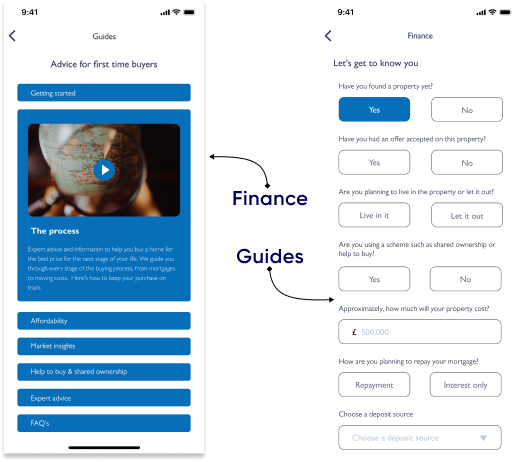 9:41
Guides
Advice for first time buyers
Getting started
The process
Expert advice and information to help you buy a home for
the best price for the next stage of your life. We guide you
through every stage of the buying process, from mortgages
to moving costs. Here's how to keep your purchase on
track.
Affordability
Market insights
Help to buy & shared ownership
Expert advice
FAQ's
Finance
Guides
9:41
Finance
Let's get to know you
Have you found a property yet?
Yes No
Have you had an offer accepted on this property?
Yes No
Are you planning to live in the property or let it out?
Live in it Let it out
Are you using a scheme such as shared ownership or
help to buy?
Yes No
Approximately, how much will your property cost?
£ 500,000
How are you planning to repay your mortgage?
Repayment Interest only
Choose a deposit source
Choose a deposit source